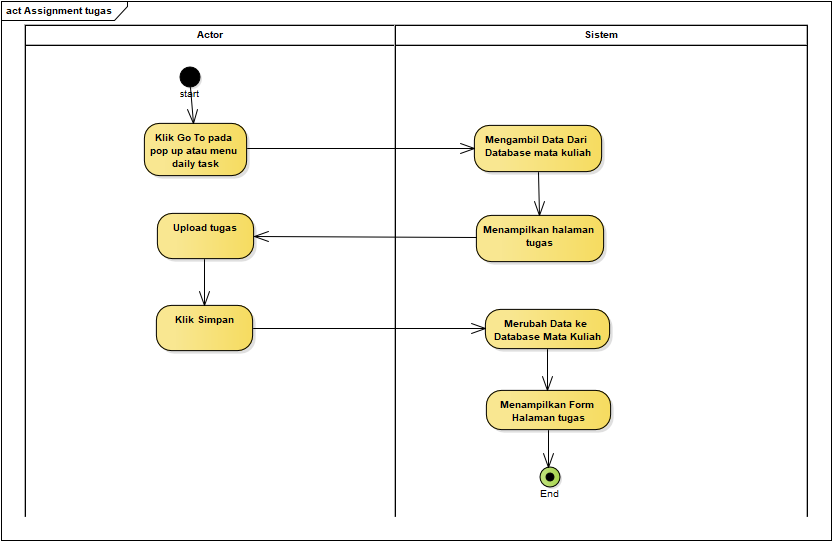 act Assignment tugas
Actor
Sistem
start
Klik Go To pada
pop up atau menu
daily task
Mengambil Data Dari
Database mata kuliah
Menampilkan halaman
tugas
Upload tugas
Klik Simpan
Merubah Data ke
Database Mata Kuliah
Menampilkan Form
Halaman tugas
End